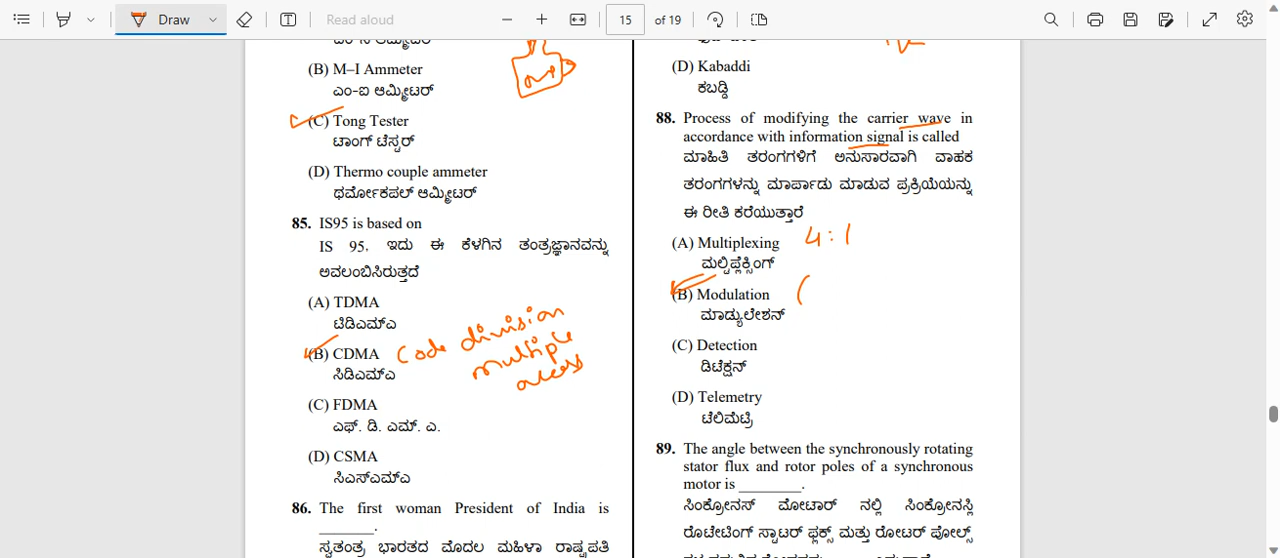 Draw
Read aloud
15 of 19
(B) M–I Ammeter
ಎಂ-ಐ ಆಮ್ಮೀಟರ್
(C) Tong Tester
ಟಾಂಗ್ ಟೆಸ್ಟರ್
(D) Thermo couple ammeter
ಥರ್ಮೋಕಪಲ್ ಆಮ್ಮೀಟರ್
85. IS95 is based on
IS 95, ಇದು ಈ ಕೆಳಗಿನ ತಂತ್ರಜ್ಞಾನವನ್ನು
ಅವಲಂಬಿಸಿರುತ್ತದೆ
(A) TDMA
ಟಿಡಿಎಮ್ಎ
(B) CDMA Code division
multiple
access
ಸಿಡಿಎಮ್ಎ
(C) FDMA
ಎಫ್. ಡಿ. ಎಮ್. ಎ.
(D) CSMA
ಸಿಎಸ್ಎಮ್ಎ
86. The first woman President of India is
_______.
ಸ್ವತಂತ್ರ ಭಾರತದ ಮೊದಲ ಮಹಿಳಾ ರಾಷ್ಟ್ರಪತಿ
(D) Kabaddi
ಕಬಡ್ಡಿ
88. Process of modifying the carrier wave in
accordance with information signal is called
ಮಾಹಿತಿ ತರಂಗಗಳಿಗೆ ಅನುಸಾರವಾಗಿ ವಾಹಕ
ತರಂಗಗಳನ್ನು ಮಾರ್ಪಾಡು ಮಾಡುವ ಪ್ರಕ್ರಿಯೆಯನ್ನು
ಈ ರೀತಿ ಕರೆಯುತ್ತಾರೆ
(A) Multiplexing 4:1
ಮಲ್ಟಿಪ್ಲೆಕ್ಸಿಂಗ್
(B) Modulation (
ಮಾಡ್ಯುಲೇಶನ್
(C) Detection
ಡಿಟೆಕ್ಷನ್
(D) Telemetry
ಟೆಲಿಮೆಟ್ರಿ
89. The angle between the synchronously rotating
stator flux and rotor poles of a synchronous
motor is ________.
ಸಿಂಕ್ರೋನಸ್ ಮೋಟಾರ್ ನಲ್ಲಿ ಸಿಂಕ್ರೋನಸ್ಲಿ
ರೊಟೇಟಿಂಗ್ ಸ್ಟಾಟರ್ ಫ್ಲಕ್ಸ್ ಮತ್ತು ರೋಟರ್ ಪೋಲ್ಸ್